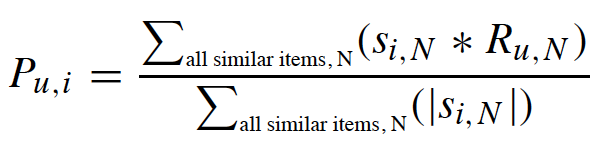 P_{u,i} = \frac{\sum_{\text{all similar items, N}} (s_{i,N} * R_{u,N})}{\sum_{\text{all similar items, N}} (|s_{i,N}|)}